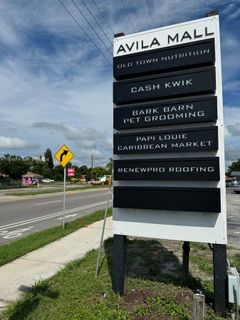 AVILA MALL
OLD TOWN NUTRITION
CASH KWIK
BARK BARN
PET GROOMING
PAPI LOUIE
CARIBBEAN MARKET
RENEWPRO ROOFING